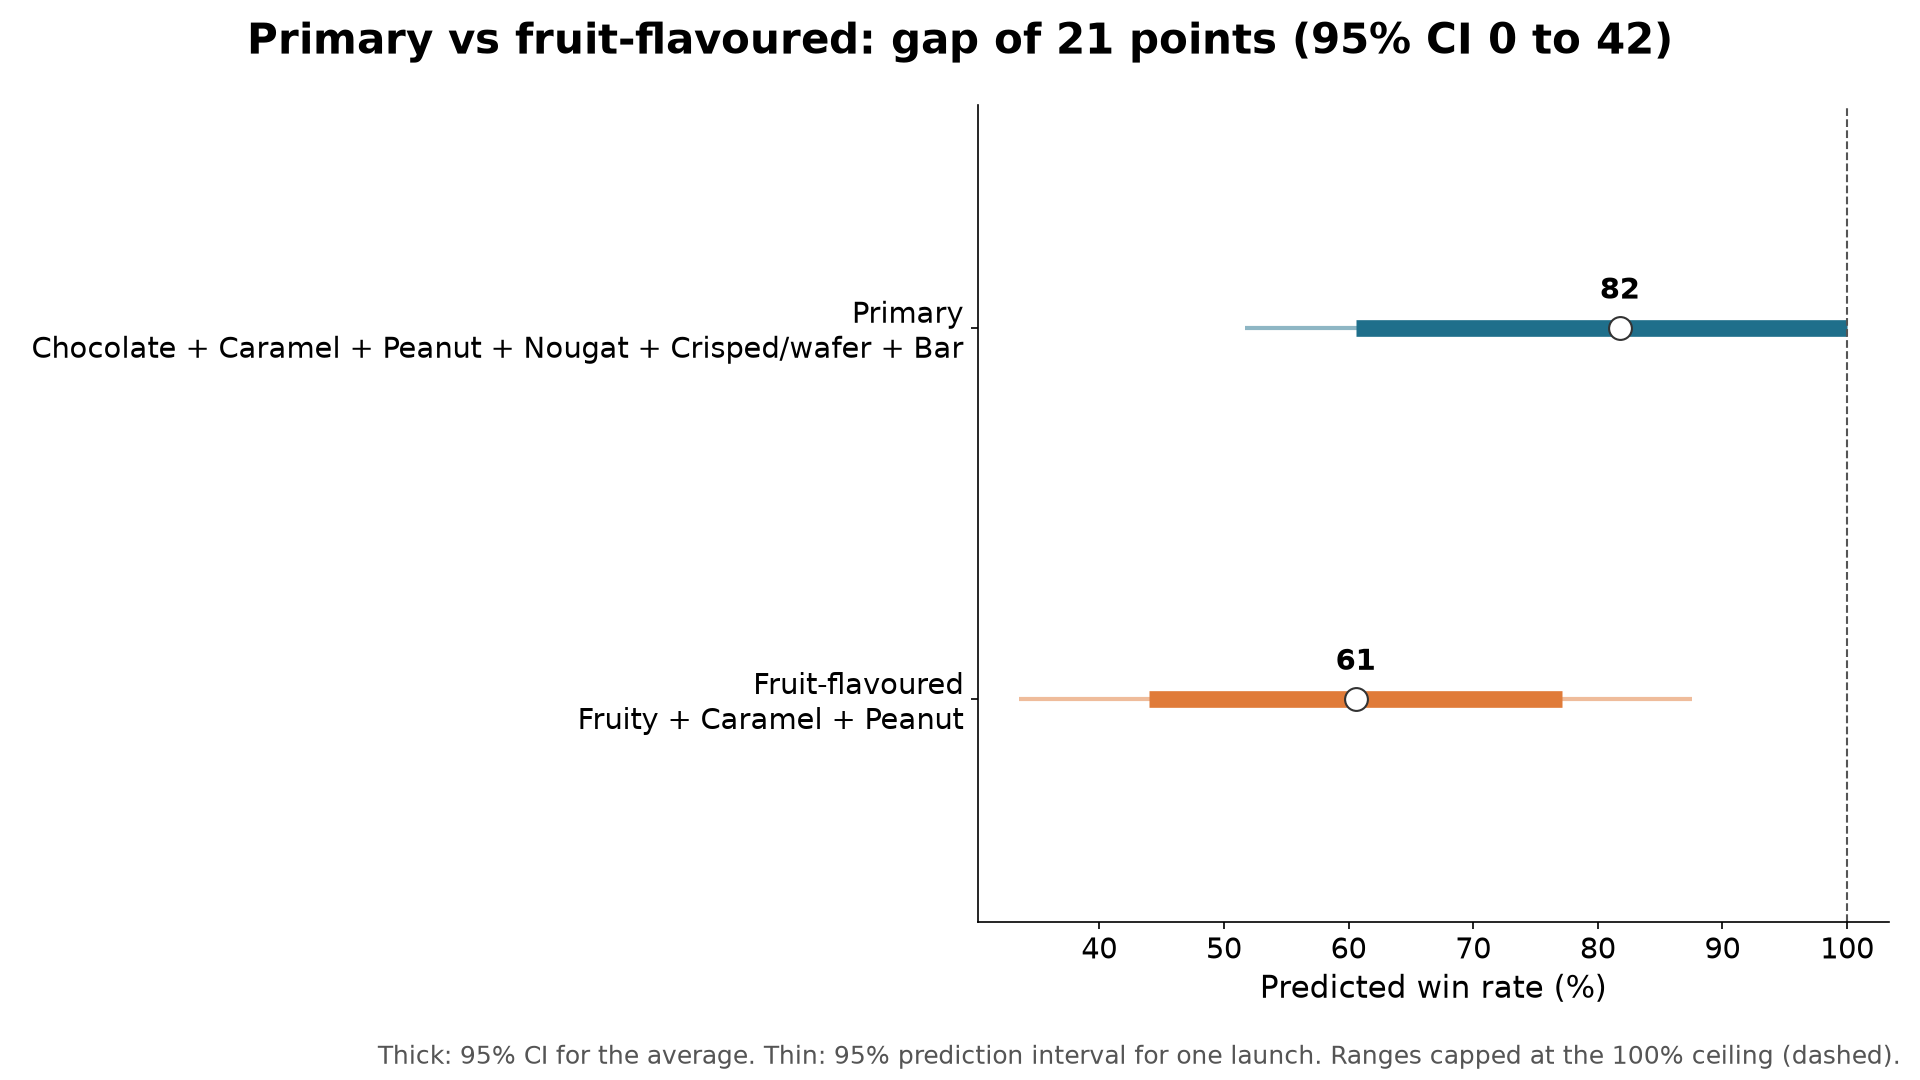 Primary vs fruit-flavoured: gap of 21 points (95% CI 0 to 42)
82
Primary
Chocolate + Caramel + Peanut + Nougat + Crisped/wafer + Bar
61
Fruit-flavoured
Fruity + Caramel + Peanut
40 50 60 70 80 90 100
Predicted win rate (%)
Thick: 95% CI for the average. Thin: 95% prediction interval for one launch. Ranges capped at the 100% ceiling (dashed).